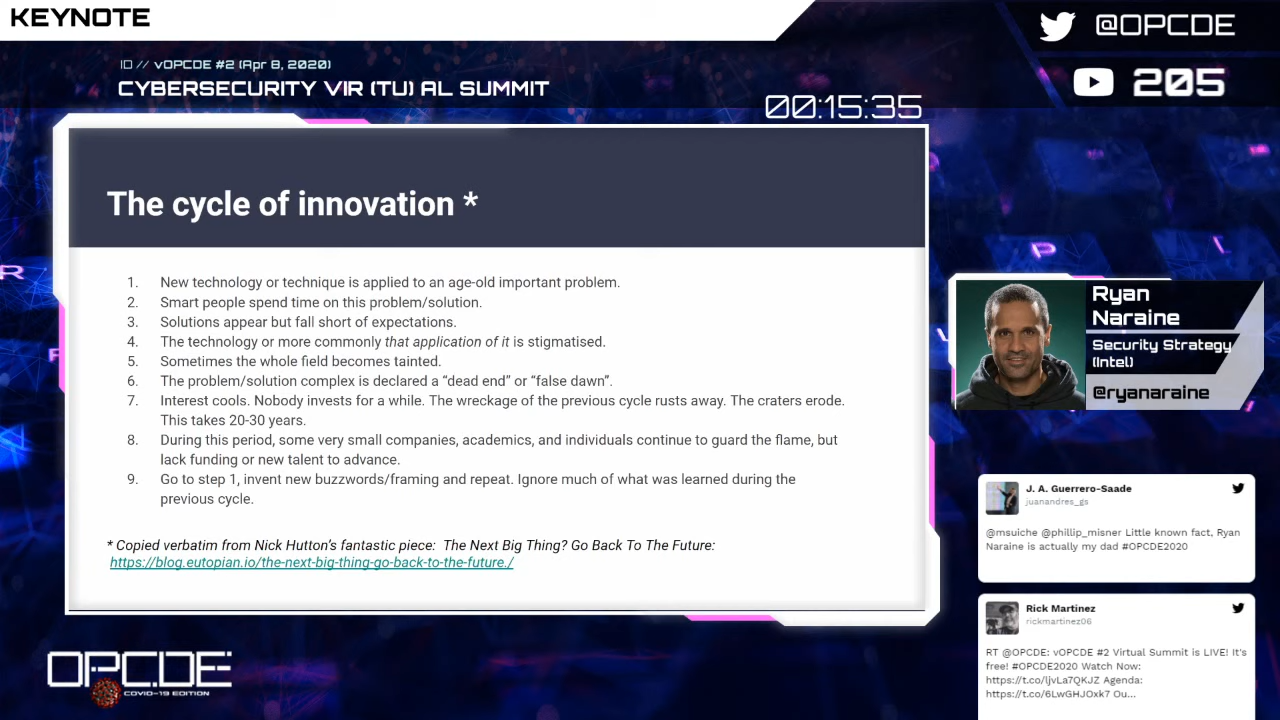 KEYNOTE
@OPCDE
ID // vOPCDE #2 (Apr 8, 2020)
CYBERSECURITY VIR (TU) AL SUMMIT
205
00:15:35
The cycle of innovation *
1. New technology or technique is applied to an age-old important problem.
2. Smart people spend time on this problem/solution.
3. Solutions appear but fall short of expectations.
4. The technology or more commonly that application of it is stigmatised.
5. Sometimes the whole field becomes tainted.
6. The problem/solution complex is declared a “dead end” or “false dawn”.
7. Interest cools. Nobody invests for a while. The wreckage of the previous cycle rusts away. The craters erode.
This takes 20-30 years.
8. During this period, some very small companies, academics, and individuals continue to guard the flame, but
lack funding or new talent to advance.
9. Go to step 1, invent new buzzwords/framing and repeat. Ignore much of what was learned during the
previous cycle.
* Copied verbatim from Nick Hutton's fantastic piece: The Next Big Thing? Go Back To The Future:
https://blog.eutopian.io/the-next-big-thing-go-back-to-the-future./
Ryan
Naraine
Security Strategy
(Intel)
@ryanaraine
J. A. Guerrero-Saade
juanandres_gs
@msuiche @phillip_misner Little known fact, Ryan
Naraine is actually my dad #OPCDE2020
Rick Martinez
rickmartinez06
RT @OPCDE: vOPCDE #2 Virtual Summit is LIVE! It's
free! #OPCDE2020 Watch Now:
https://t.co/ljvLa7QKJZ Agenda:
https://t.co/6LwGHJOxk7 Ou...
OPCDE
COVID-19 EDITION